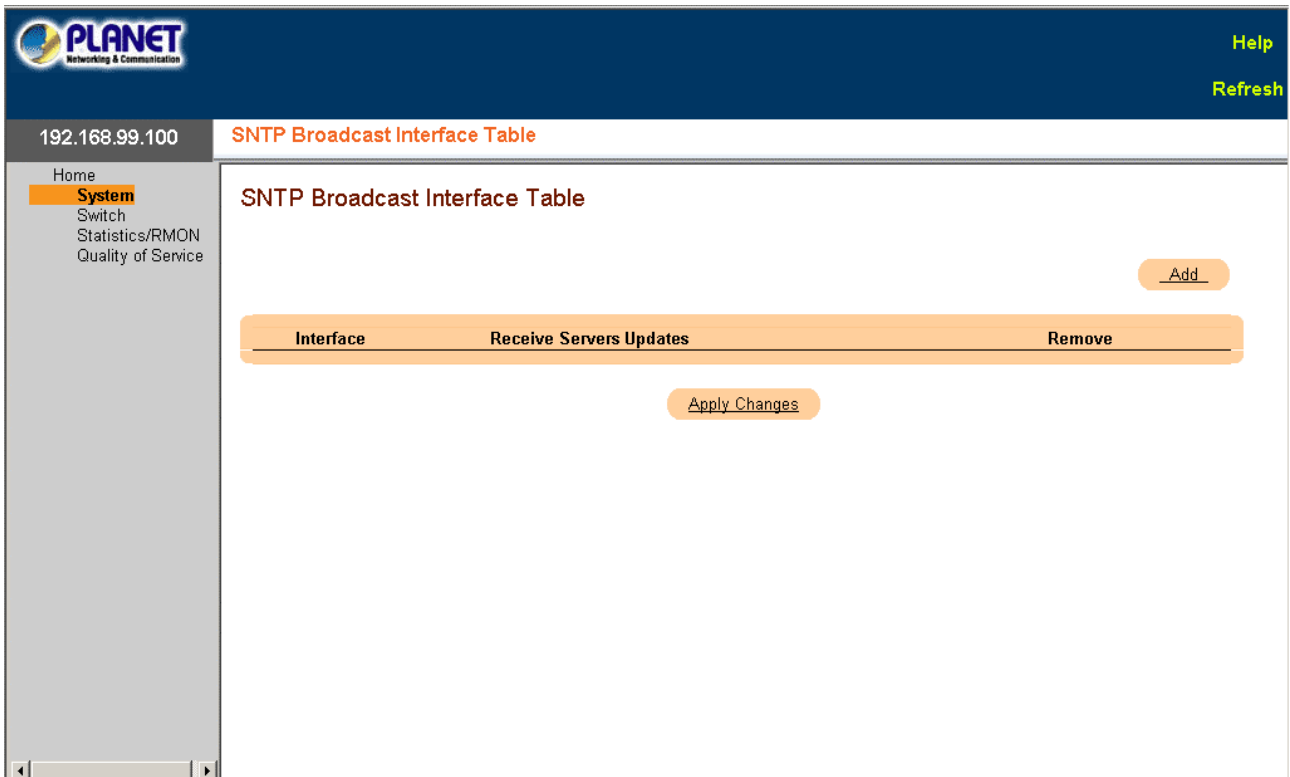 PLANET
Networking & Communication
Help
Refresh
192.168.99.100
SNTP Broadcast Interface Table
Home
System
Switch
Statistics/RMON
Quality of Service
SNTP Broadcast Interface Table
Add
Interface Receive Servers Updates Remove
Apply Changes